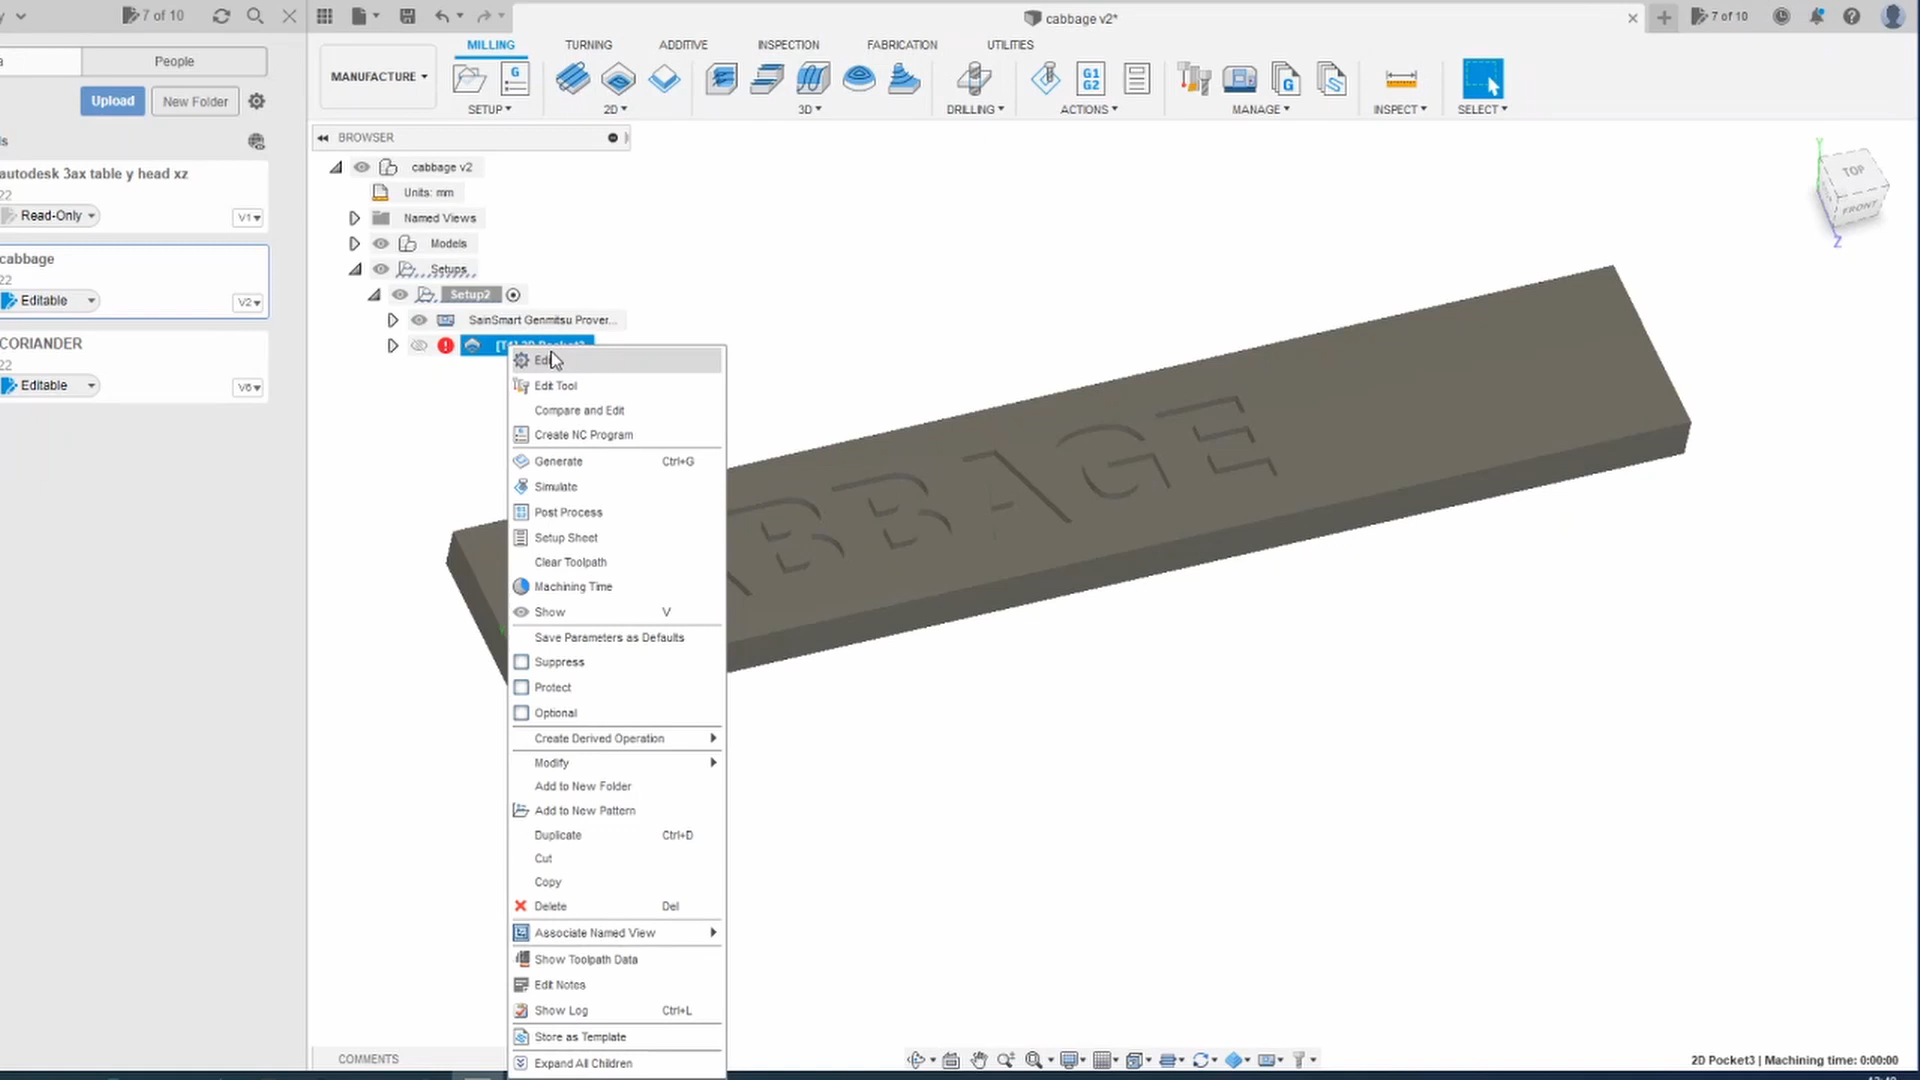 7 of 10
cabbage v2*
7 of 10
People
Upload
New Folder
autodesk 3ax table y head xz
22
Read-Only
V1
cabbage
22
Editable
V2
CORIANDER
22
Editable
V6
MANUFACTURE
MILLING
TURNING
ADDITIVE
INSPECTION
FABRICATION
UTILITIES
G
G1
G2
G
SETUP
2D
3D
DRILLING
ACTIONS
MANAGE
INSPECT
SELECT
BROWSER
cabbage v2
Units: mm
Named Views
Models
Setups
Setup2
SainSmart Genmitsu Prover...
Edit Tool
Compare and Edit
Create NC Program
Generate Ctrl+G
Simulate
Post Process
Setup Sheet
Clear Toolpath
Machining Time
Show V
Save Parameters as Defaults
Suppress
Protect
Optional
Create Derived Operation
Modify
Add to New Folder
Add to New Pattern
Duplicate Ctrl+D
Cut
Copy
Delete Del
Associate Named View
Show Toolpath Data
Edit Notes
Show Log Ctrl+L
Store as Template
Expand All Children
ABBAGE
Y
TOP
FRONT
Z
COMMENTS
2D Pocket3 | Machining time: 0:00:00